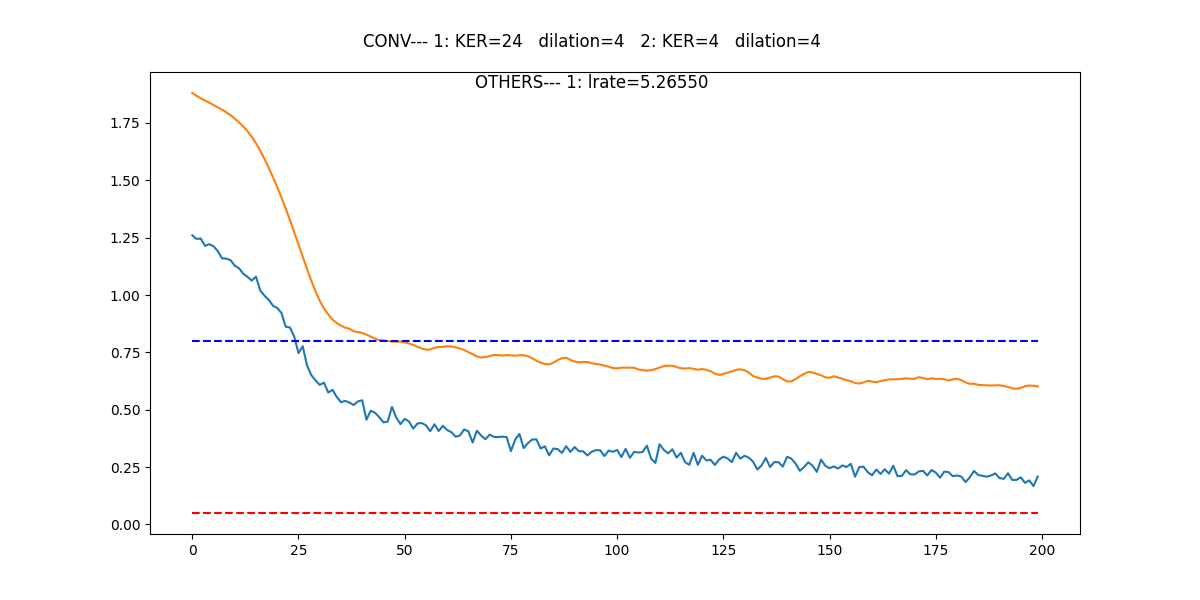 CONV--- 1: KER=24   dilation=4   2: KER=4   dilation=4
OTHERS--- 1: lrate=5.26550
1.75
1.50
1.25
1.00
0.75
0.50
0.25
0.00
0 25 50 75 100 125 150 175 200